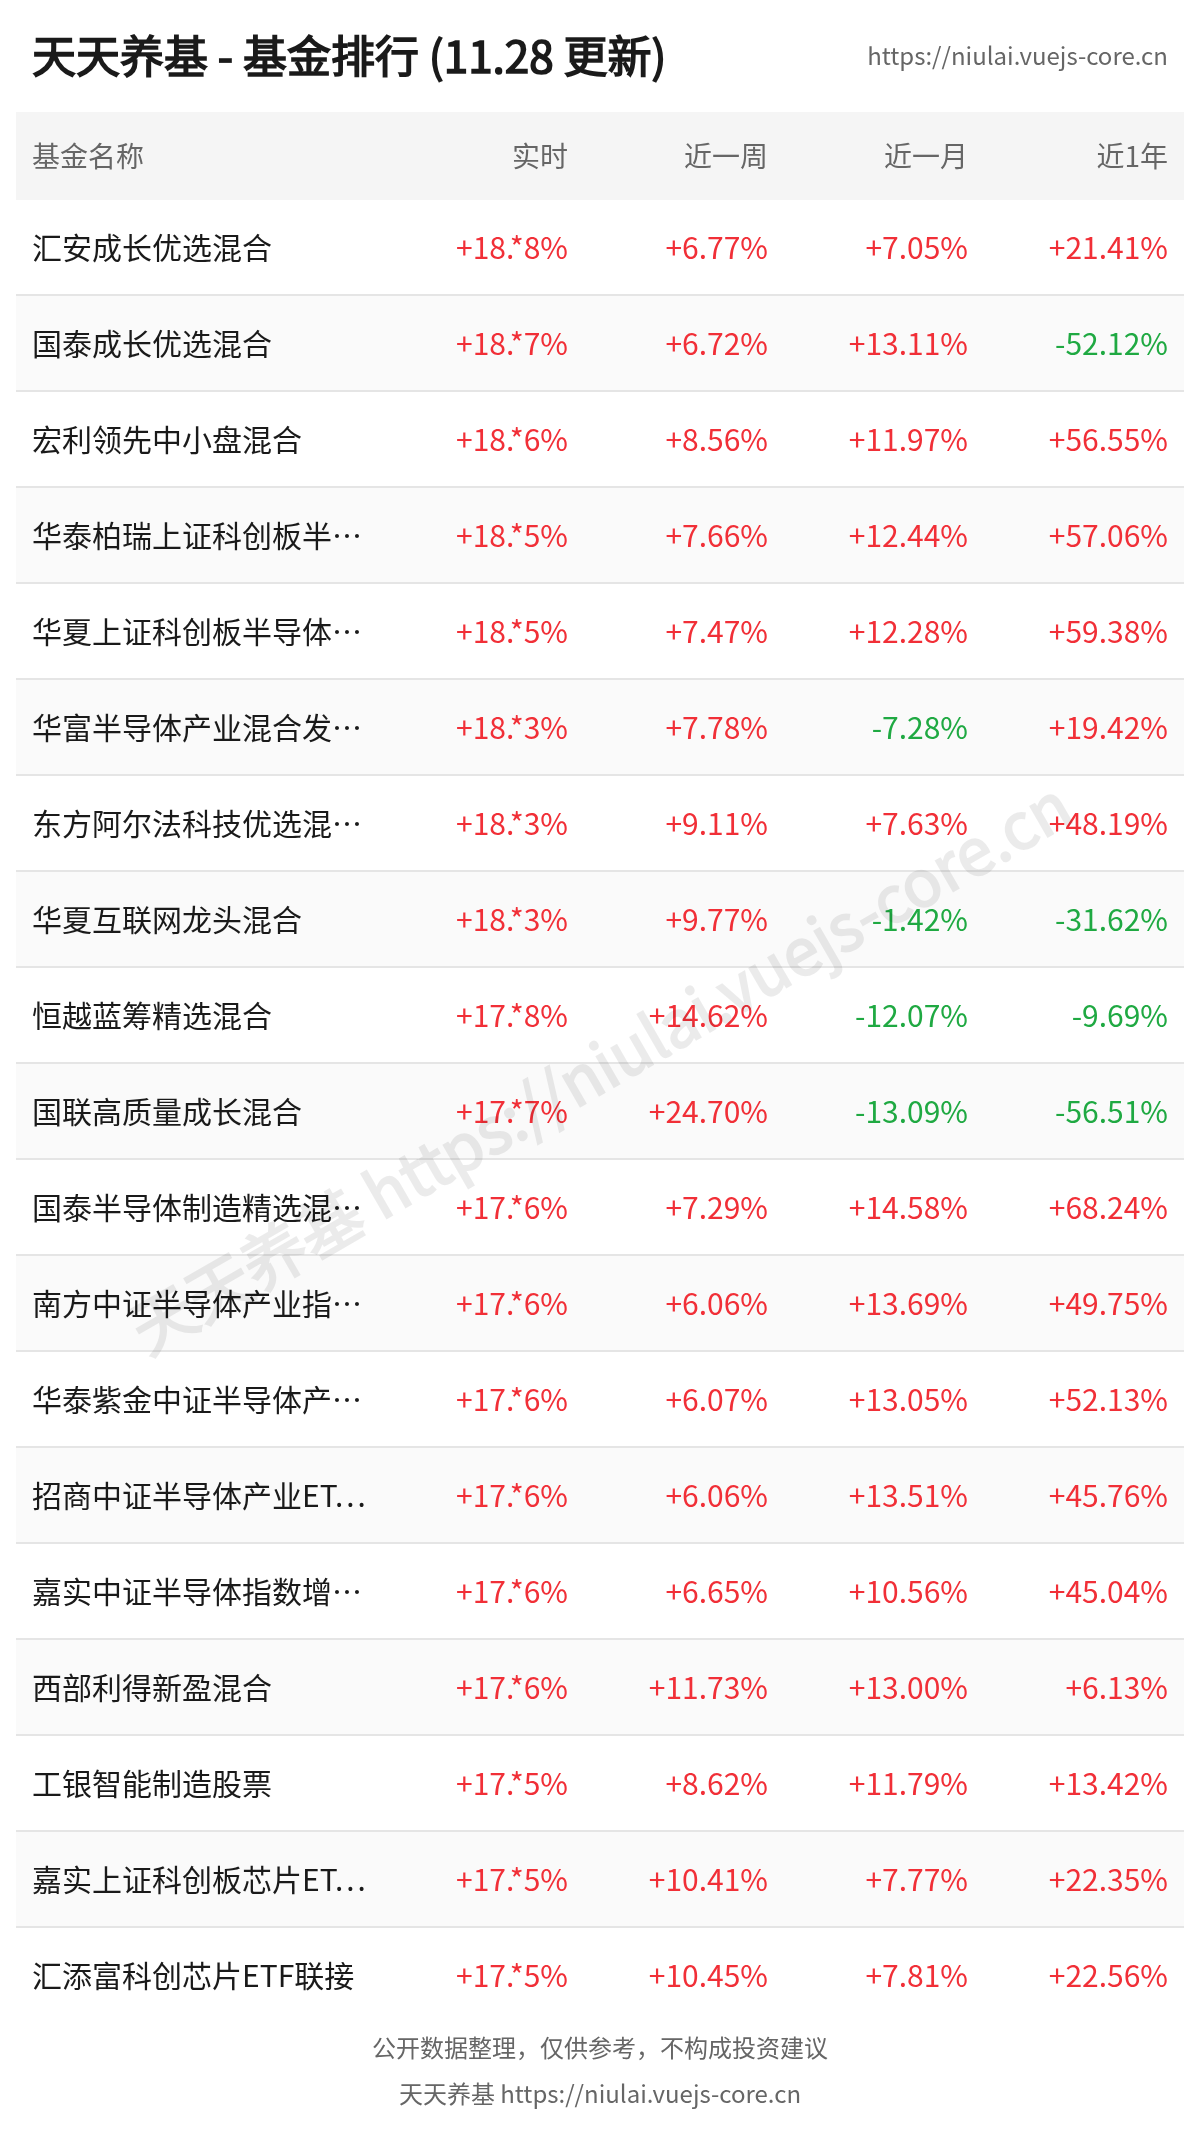 天天养基 - 基金排行 (11.28 更新) https://niulai.vuejs-core.cn
基金名称 实时 近一周 近一月 近1年
汇安成长优选混合 +18.*8% +6.77% +7.05% +21.41%
国泰成长优选混合 +18.*7% +6.72% +13.11% -52.12%
宏利领先中小盘混合 +18.*6% +8.56% +11.97% +56.55%
华泰柏瑞上证科创板半… +18.*5% +7.66% +12.44% +57.06%
华夏上证科创板半导体… +18.*5% +7.47% +12.28% +59.38%
华富半导体产业混合发… +18.*3% +7.78% -7.28% +19.42%
东方阿尔法科技优选混… +18.*3% +9.11% +7.63% +48.19%
华夏互联网龙头混合 +18.*3% +9.77% -1.42% -31.62%
恒越蓝筹精选混合 +17.*8% +14.62% -12.07% -9.69%
国联高质量成长混合 +17.*7% +24.70% -13.09% -56.51%
国泰半导体制造精选混… +17.*6% +7.29% +14.58% +68.24%
南方中证半导体产业指… +17.*6% +6.06% +13.69% +49.75%
华泰紫金中证半导体产… +17.*6% +6.07% +13.05% +52.13%
招商中证半导体产业ET… +17.*6% +6.06% +13.51% +45.76%
嘉实中证半导体指数增… +17.*6% +6.65% +10.56% +45.04%
西部利得新盈混合 +17.*6% +11.73% +13.00% +6.13%
工银智能制造股票 +17.*5% +8.62% +11.79% +13.42%
嘉实上证科创板芯片ET… +17.*5% +10.41% +7.77% +22.35%
汇添富科创芯片ETF联接 +17.*5% +10.45% +7.81% +22.56%
公开数据整理，仅供参考，不构成投资建议
天天养基 https://niulai.vuejs-core.cn
天天养基 https://niulai.vuejs-core.cn